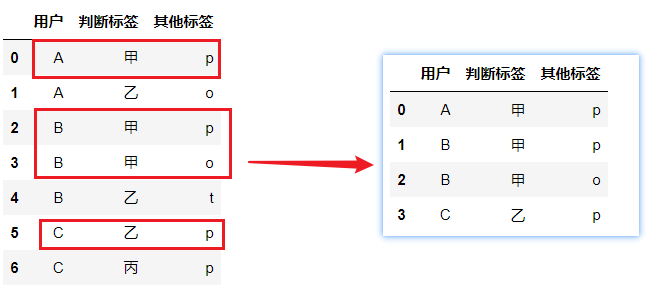 用户 判断标签 其他标签
0 A 甲 p
1 A 乙 o
2 B 甲 p
3 B 甲 o
4 B 乙 t
5 C 乙 p
6 C 丙 p
用户 判断标签 其他标签
0 A 甲 p
1 B 甲 p
2 B 甲 o
3 C 乙 p